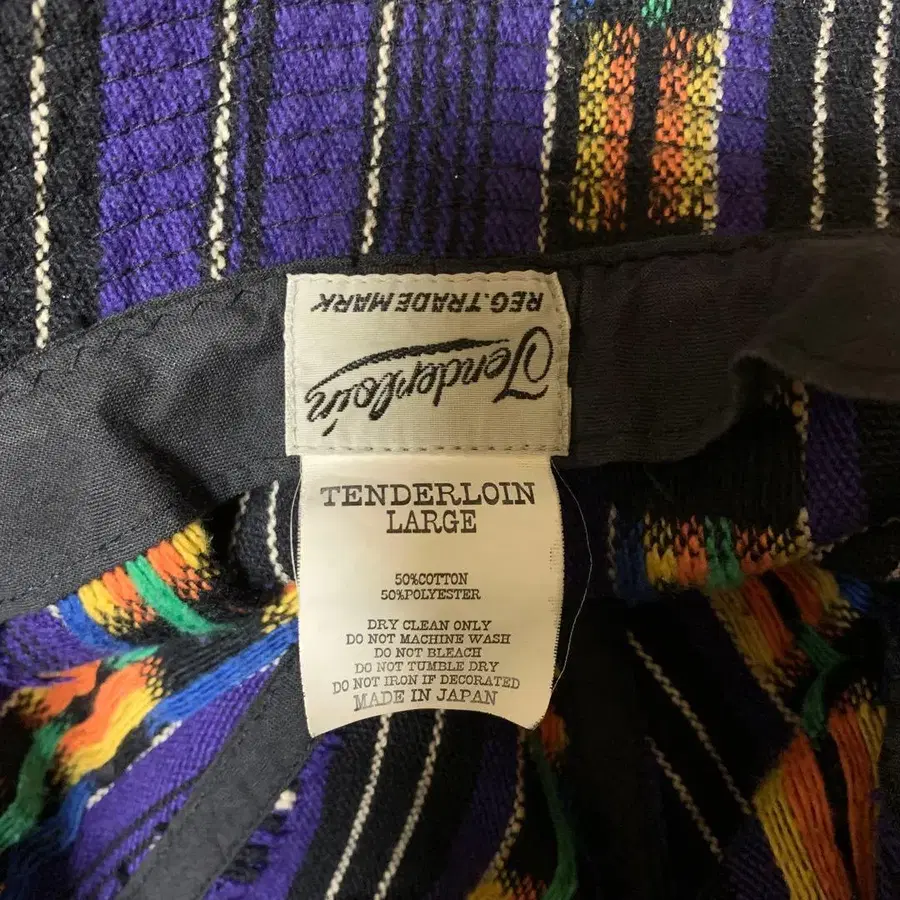 REG. TRADE MARK
Tenderloin
TENDERLOIN
LARGE
50%COTTON
50%POLYESTER
DRY CLEAN ONLY
DO NOT MACHINE WASH
DO NOT BLEACH
DO NOT TUMBLE DRY
DO NOT IRON IF DECORATED
MADE IN JAPAN